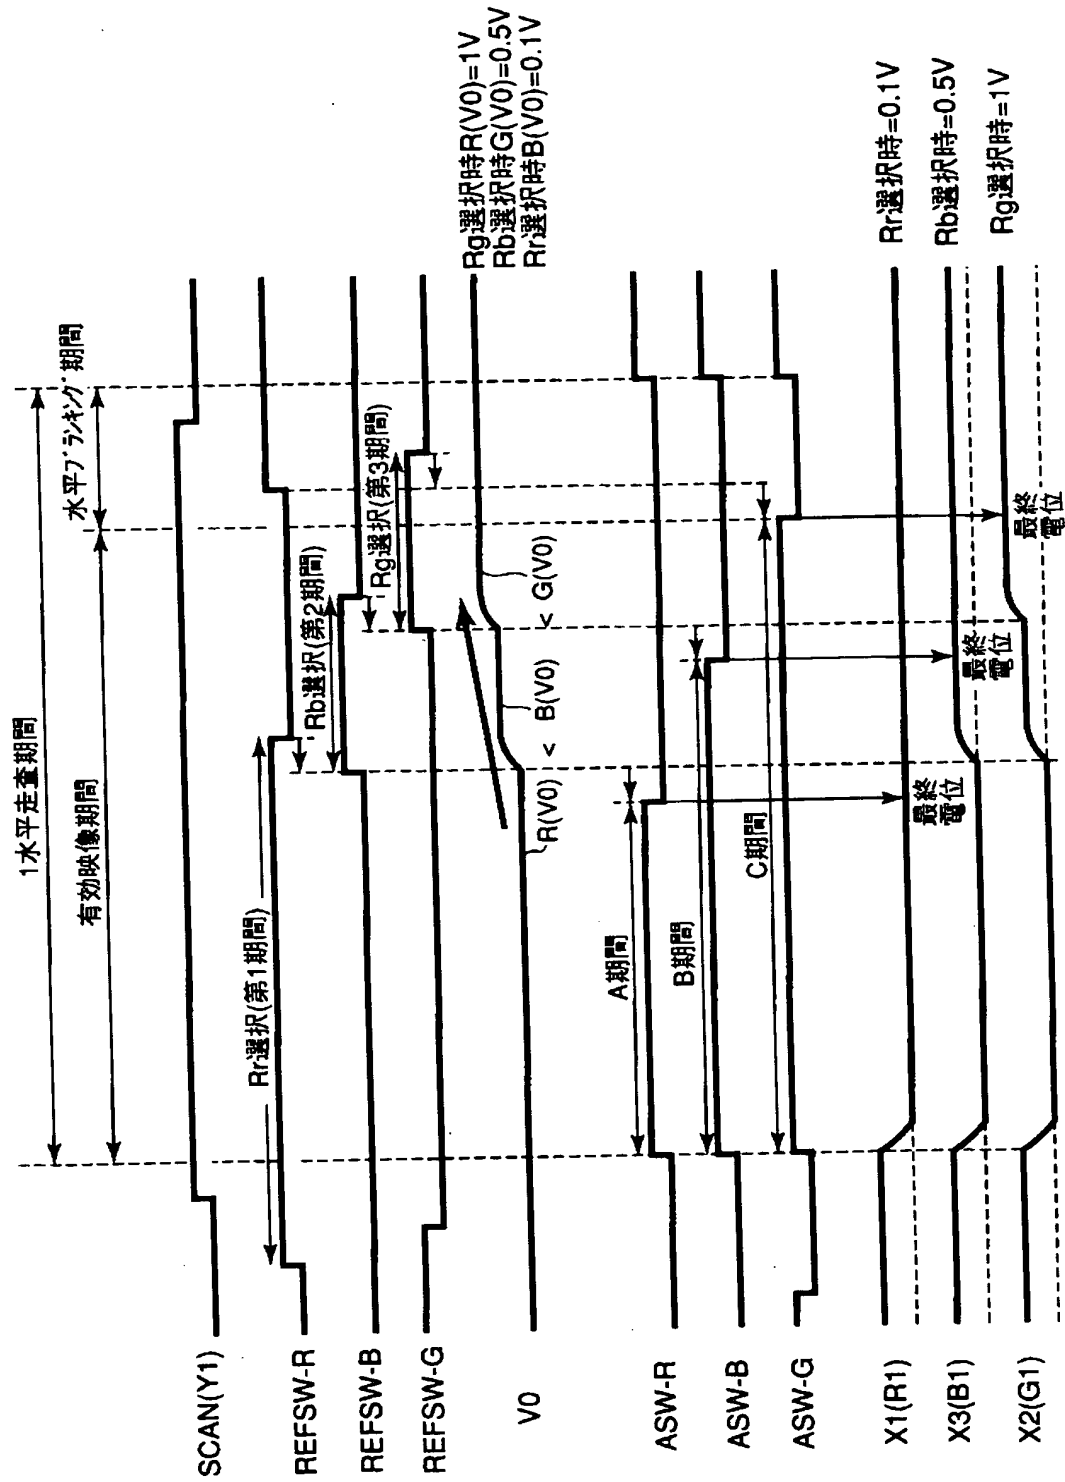 1水平走査期間
有効映像期間
水平ブランキング期間
SCAN(Y1)
REFSW-R
Rr選択(第1期間)
REFSW-B
Rb選択(第2期間)
REFSW-G
Rg選択(第3期間)
V0
R(V0)
<
B(V0)
<
G(V0)
Rg選択時R(V0)=1V
Rb選択時G(V0)=0.5V
Rr選択時B(V0)=0.1V
ASW-R
A期間
ASW-B
B期間
ASW-G
C期間
X1(R1)
最終
電位
Rr選択時=0.1V
X3(B1)
最終
電位
Rb選択時=0.5V
X2(G1)
最終
電位
Rg選択時=1V